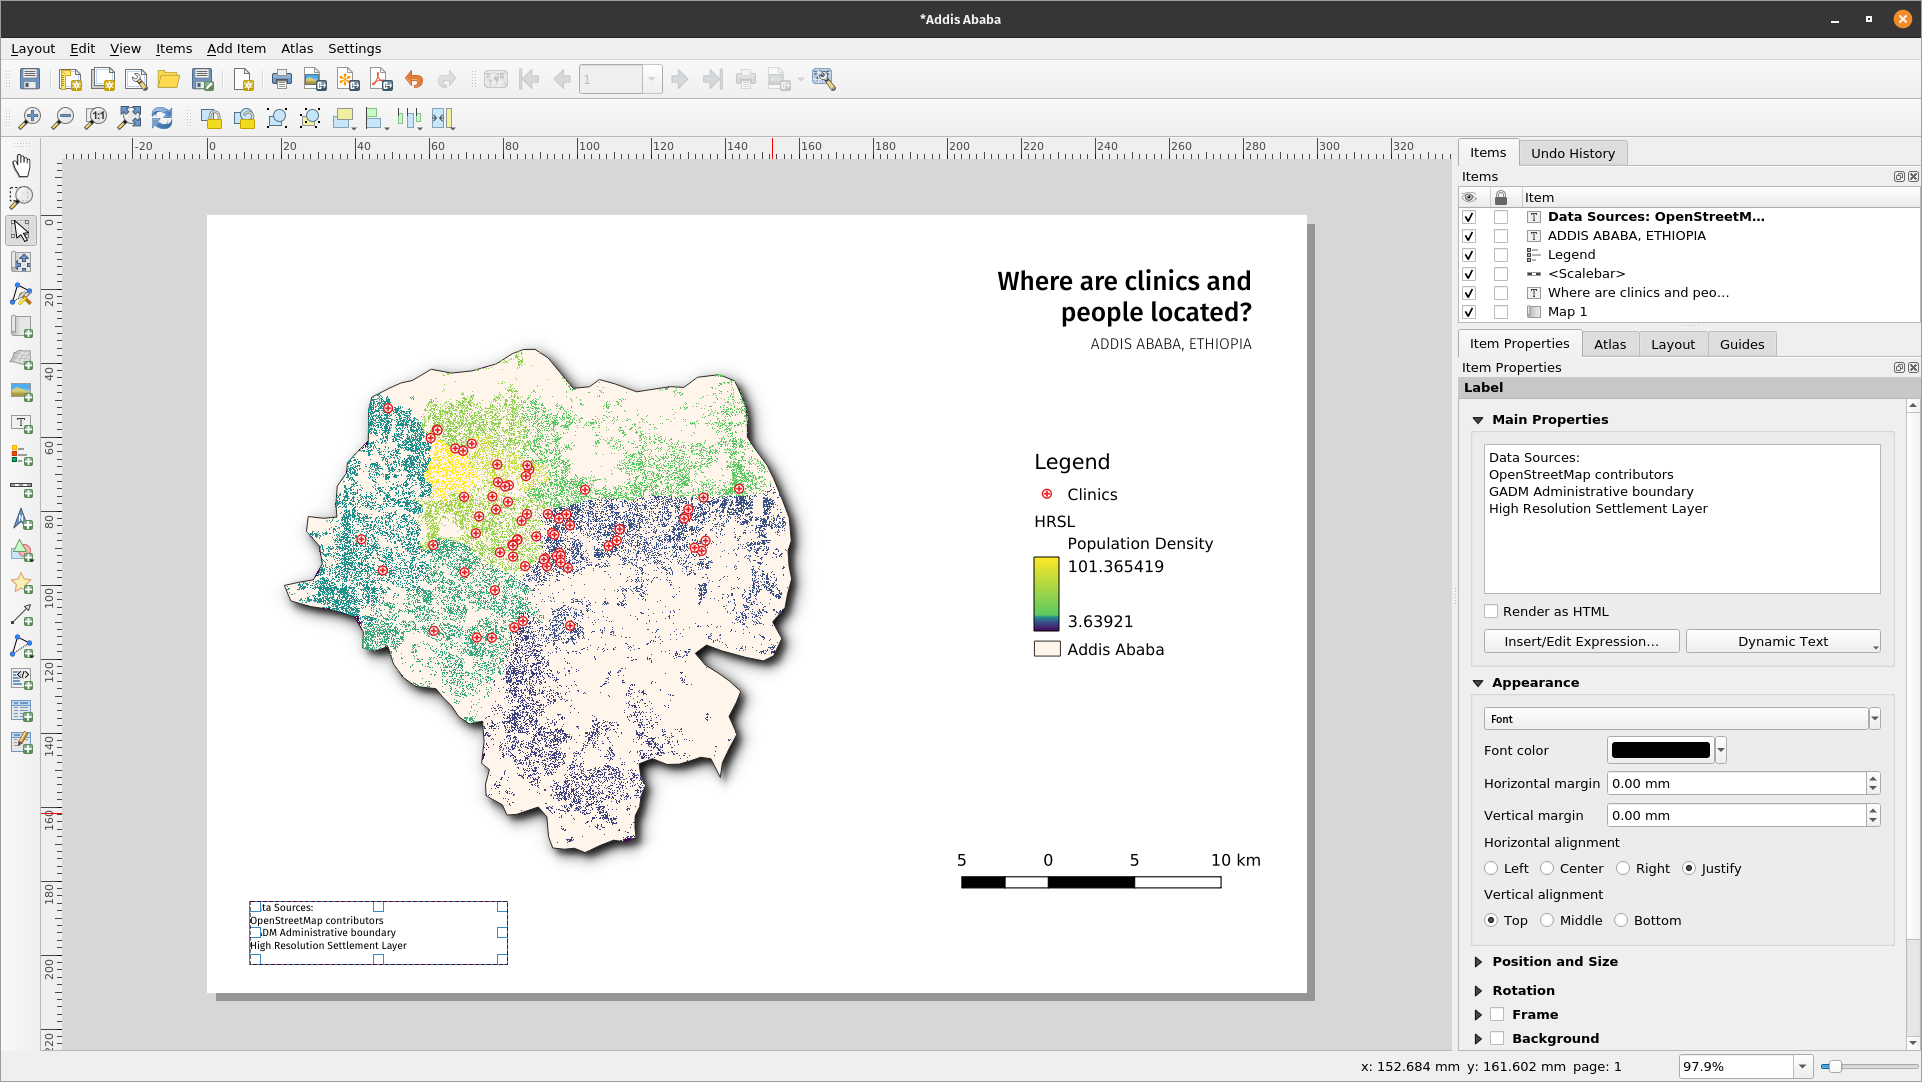 *Addis Ababa
Layout Edit View Items Add Item Atlas Settings
1
1:1
-20 0 20 40 60 80 100 120 140 160 180 200 220 240 260 280 300 320
0
20
40
60
80
100
120
140
160
180
200
220
Where are clinics and
people located?
ADDIS ABABA, ETHIOPIA
Legend
Clinics
HRSL
Population Density
101.365419
3.63921
Addis Ababa
5 0 5 10 km
ta Sources:
OpenStreetMap contributors
DM Administrative boundary
High Resolution Settlement Layer
Items Undo History
Items
Item
Data Sources: OpenStreetM...
ADDIS ABABA, ETHIOPIA
Legend
<Scalebar>
Where are clinics and peo...
Map 1
Item Properties Atlas Layout Guides
Item Properties
Label
Main Properties
Data Sources:
OpenStreetMap contributors
GADM Administrative boundary
High Resolution Settlement Layer
Render as HTML
Insert/Edit Expression... Dynamic Text
Appearance
Font
Font color
Horizontal margin 0.00 mm
Vertical margin 0.00 mm
Horizontal alignment
Left Center Right Justify
Vertical alignment
Top Middle Bottom
Position and Size
Rotation
Frame
Background
x: 152.684 mm y: 161.602 mm page: 1 97.9%